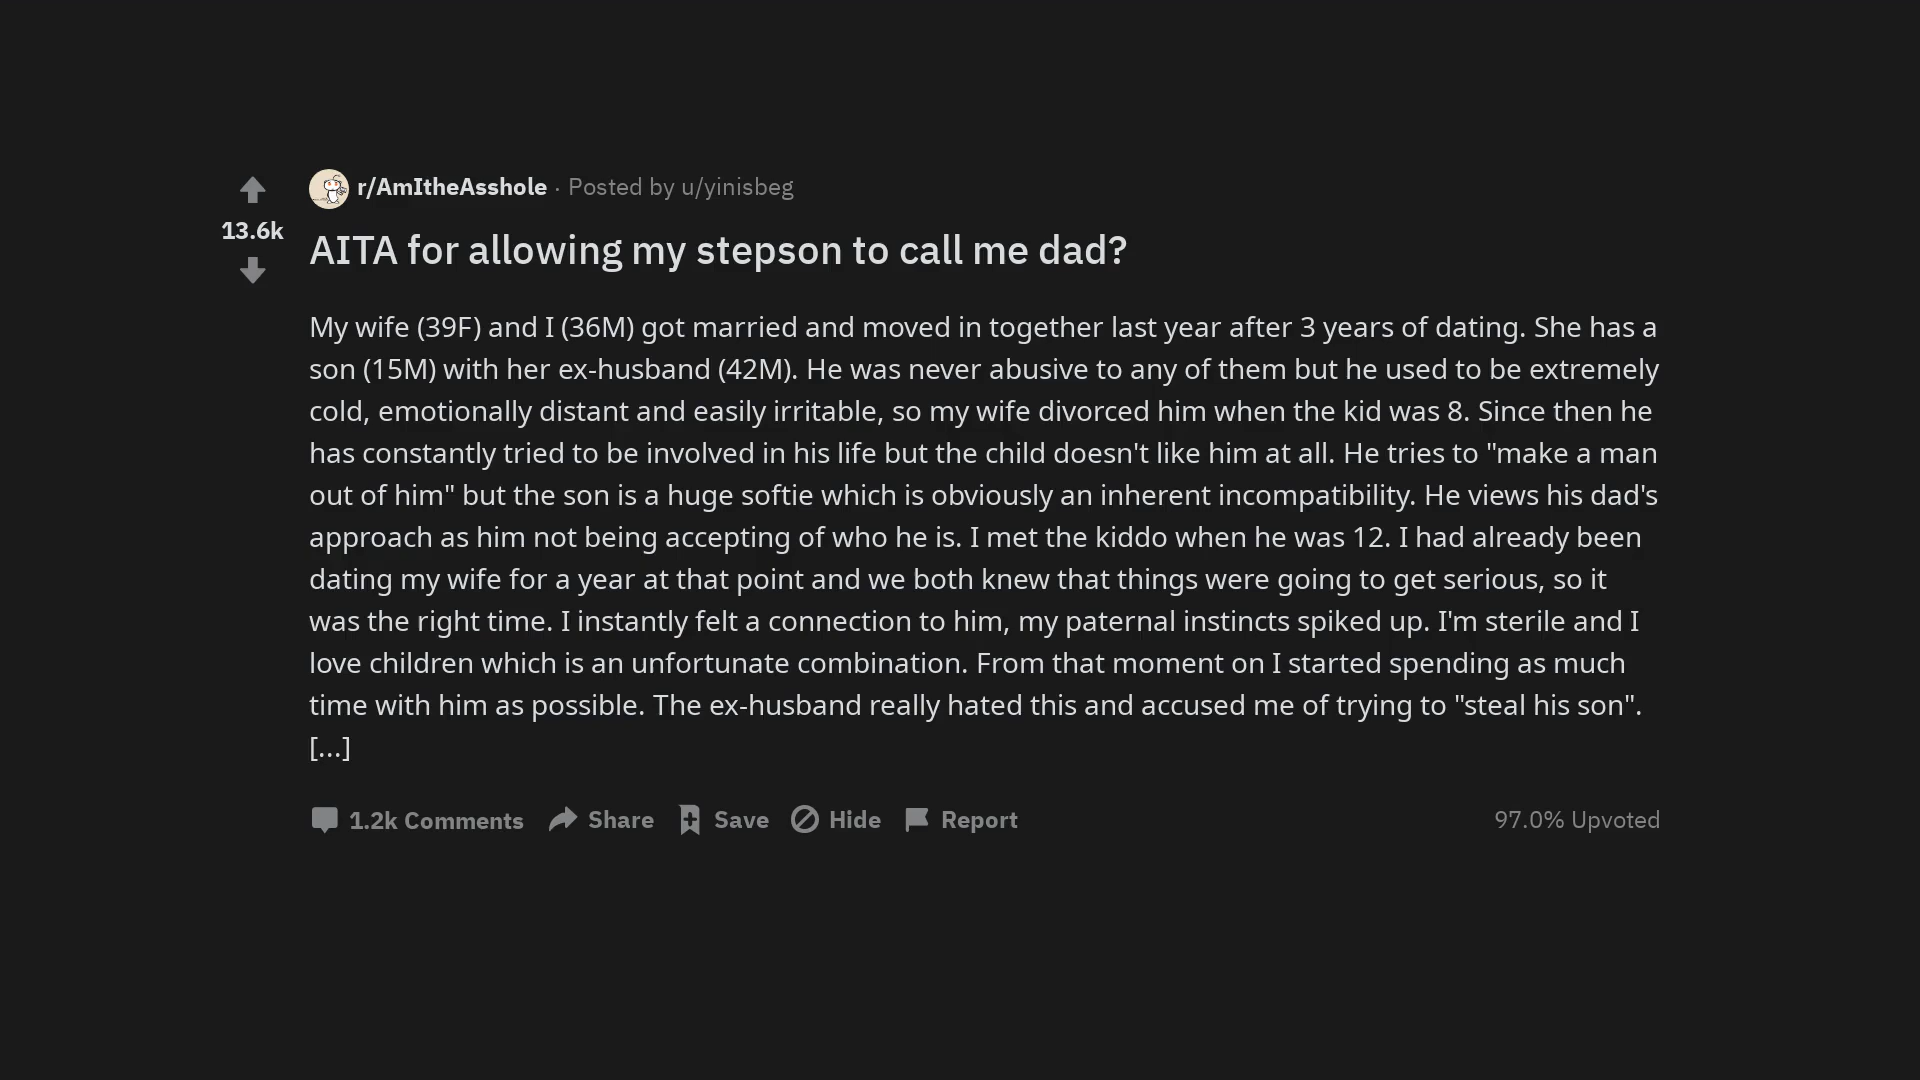 r/AmItheAsshole · Posted by u/yinisbeg
13.6k
AITA for allowing my stepson to call me dad?
My wife (39F) and I (36M) got married and moved in together last year after 3 years of dating. She has a
son (15M) with her ex-husband (42M). He was never abusive to any of them but he used to be extremely
cold, emotionally distant and easily irritable, so my wife divorced him when the kid was 8. Since then he
has constantly tried to be involved in his life but the child doesn't like him at all. He tries to "make a man
out of him" but the son is a huge softie which is obviously an inherent incompatibility. He views his dad's
approach as him not being accepting of who he is. I met the kiddo when he was 12. I had already been
dating my wife for a year at that point and we both knew that things were going to get serious, so it
was the right time. I instantly felt a connection to him, my paternal instincts spiked up. I'm sterile and I
love children which is an unfortunate combination. From that moment on I started spending as much
time with him as possible. The ex-husband really hated this and accused me of trying to "steal his son".
[...]
1.2k Comments Share Save Hide Report 97.0% Upvoted